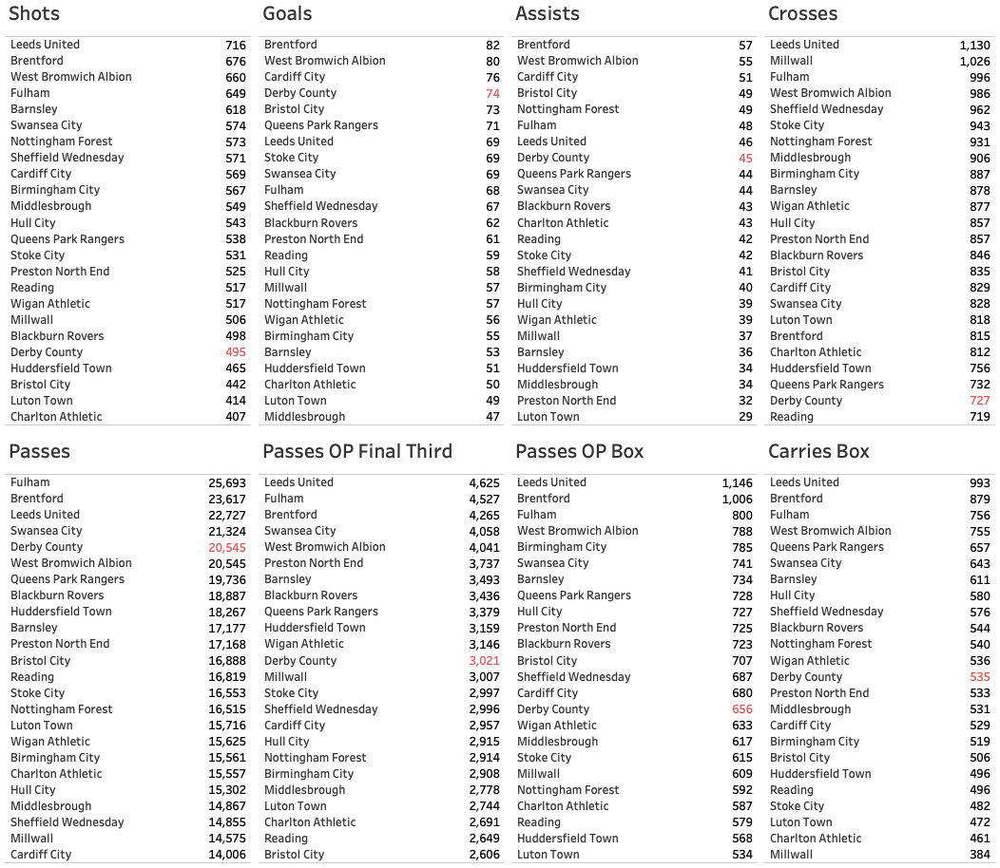 Shots
Leeds United 716
Brentford 676
West Bromwich Albion 660
Fulham 649
Barnsley 618
Swansea City 574
Nottingham Forest 573
Sheffield Wednesday 571
Cardiff City 569
Birmingham City 567
Middlesbrough 549
Hull City 543
Queens Park Rangers 538
Stoke City 531
Preston North End 525
Reading 517
Wigan Athletic 517
Millwall 506
Blackburn Rovers 498
Derby County 495
Huddersfield Town 465
Bristol City 442
Luton Town 414
Charlton Athletic 407
Goals
Brentford 82
West Bromwich Albion 80
Cardiff City 76
Derby County 74
Bristol City 73
Queens Park Rangers 71
Leeds United 69
Stoke City 69
Swansea City 69
Fulham 68
Sheffield Wednesday 67
Blackburn Rovers 62
Preston North End 61
Reading 59
Hull City 58
Millwall 57
Nottingham Forest 57
Wigan Athletic 56
Birmingham City 55
Barnsley 53
Huddersfield Town 51
Charlton Athletic 50
Luton Town 49
Middlesbrough 47
Assists
Brentford 57
West Bromwich Albion 55
Cardiff City 51
Bristol City 49
Nottingham Forest 49
Fulham 48
Leeds United 46
Derby County 45
Queens Park Rangers 44
Swansea City 44
Blackburn Rovers 43
Charlton Athletic 43
Reading 42
Stoke City 42
Sheffield Wednesday 41
Birmingham City 40
Hull City 39
Wigan Athletic 39
Millwall 37
Barnsley 36
Huddersfield Town 34
Middlesbrough 34
Preston North End 32
Luton Town 29
Crosses
Leeds United 1,130
Millwall 1,026
Fulham 996
West Bromwich Albion 986
Sheffield Wednesday 962
Stoke City 943
Nottingham Forest 931
Middlesbrough 906
Birmingham City 887
Barnsley 878
Wigan Athletic 877
Hull City 857
Preston North End 857
Blackburn Rovers 846
Bristol City 835
Cardiff City 829
Swansea City 828
Luton Town 818
Brentford 815
Charlton Athletic 812
Huddersfield Town 756
Queens Park Rangers 732
Derby County 727
Reading 719
Passes
Fulham 25,693
Brentford 23,617
Leeds United 22,727
Swansea City 21,324
Derby County 20,545
West Bromwich Albion 20,545
Queens Park Rangers 19,736
Blackburn Rovers 18,887
Huddersfield Town 18,267
Barnsley 17,177
Preston North End 17,168
Bristol City 16,888
Reading 16,819
Stoke City 16,553
Nottingham Forest 16,515
Luton Town 15,716
Wigan Athletic 15,625
Birmingham City 15,561
Charlton Athletic 15,557
Hull City 15,302
Middlesbrough 14,867
Sheffield Wednesday 14,855
Millwall 14,575
Cardiff City 14,006
Passes OP Final Third
Leeds United 4,625
Fulham 4,527
Brentford 4,265
Swansea City 4,058
West Bromwich Albion 4,041
Preston North End 3,737
Barnsley 3,493
Blackburn Rovers 3,436
Queens Park Rangers 3,379
Huddersfield Town 3,159
Wigan Athletic 3,146
Derby County 3,021
Millwall 3,007
Stoke City 2,997
Sheffield Wednesday 2,996
Cardiff City 2,957
Hull City 2,915
Nottingham Forest 2,914
Birmingham City 2,908
Middlesbrough 2,778
Luton Town 2,744
Charlton Athletic 2,691
Reading 2,649
Bristol City 2,606
Passes OP Box
Leeds United 1,146
Brentford 1,006
Fulham 800
West Bromwich Albion 788
Birmingham City 785
Swansea City 741
Barnsley 734
Queens Park Rangers 728
Hull City 727
Preston North End 725
Blackburn Rovers 723
Bristol City 707
Sheffield Wednesday 687
Cardiff City 680
Derby County 656
Wigan Athletic 633
Middlesbrough 617
Stoke City 615
Millwall 609
Nottingham Forest 592
Charlton Athletic 587
Reading 579
Huddersfield Town 568
Luton Town 534
Carries Box
Leeds United 993
Brentford 879
Fulham 756
West Bromwich Albion 755
Queens Park Rangers 657
Swansea City 643
Barnsley 611
Hull City 580
Sheffield Wednesday 576
Blackburn Rovers 544
Nottingham Forest 540
Wigan Athletic 536
Derby County 535
Preston North End 533
Middlesbrough 531
Cardiff City 529
Birmingham City 519
Bristol City 506
Huddersfield Town 496
Reading 496
Stoke City 482
Luton Town 472
Charlton Athletic 461
Millwall 384